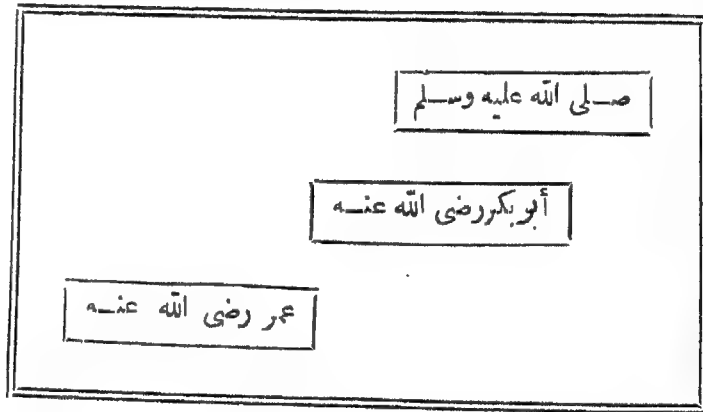 صلى الله عليه وسلم
أبو بكر رضى الله عنه
عمر رضى الله عنه